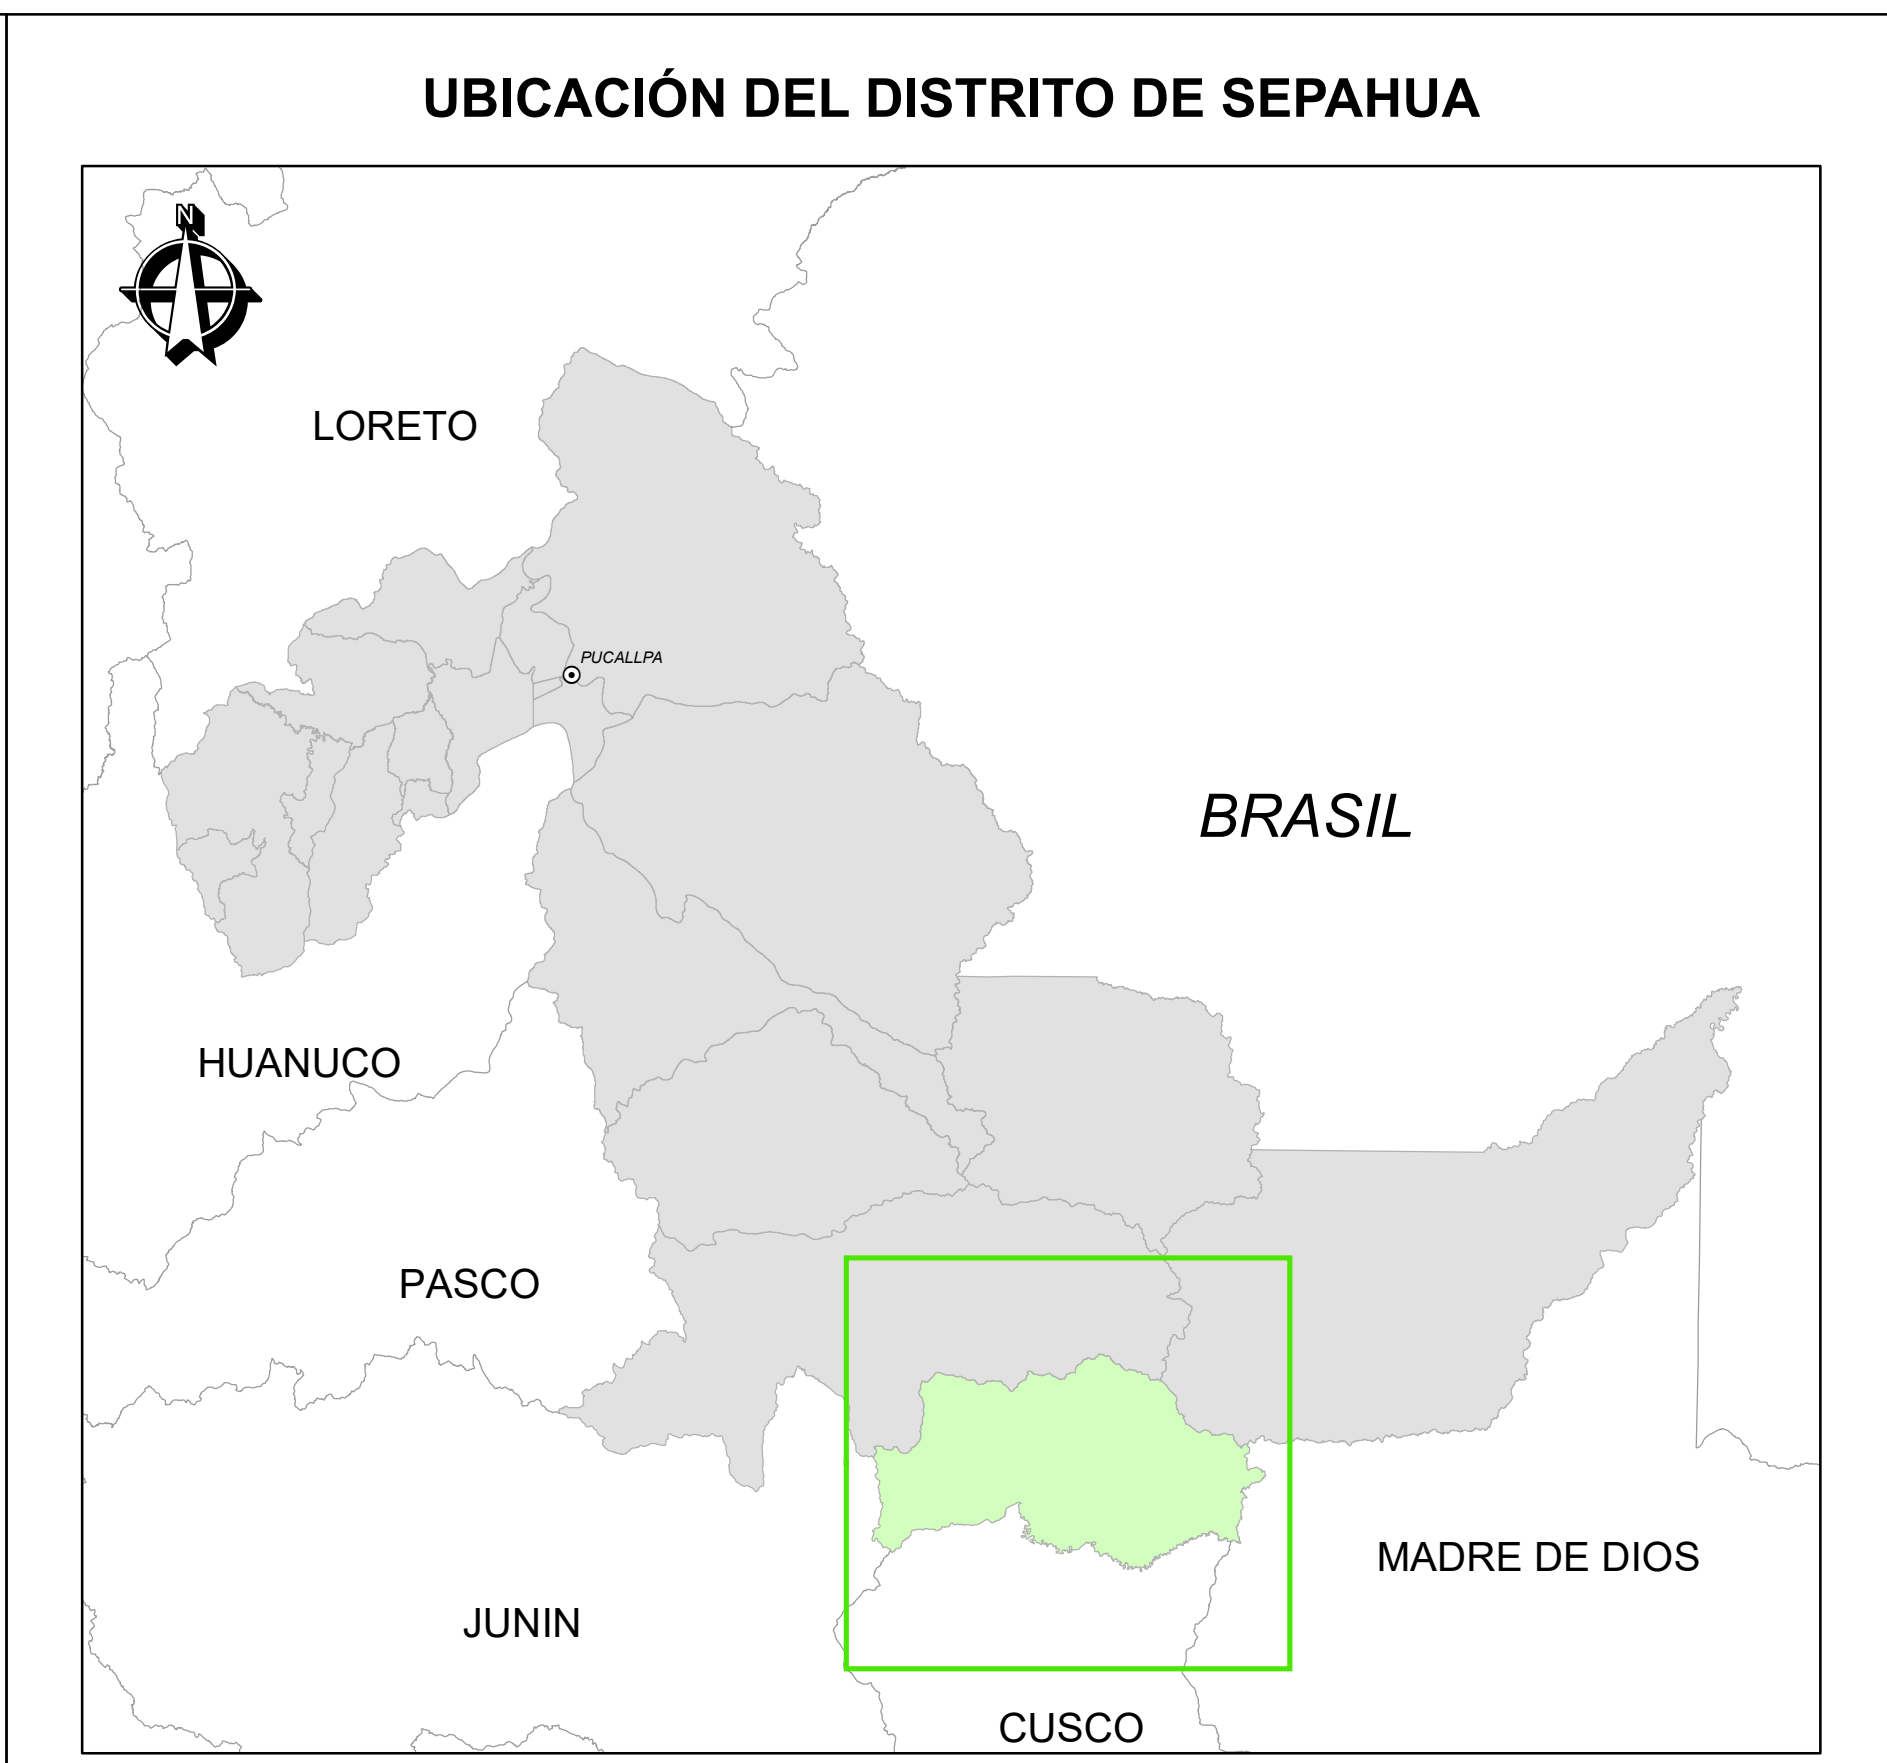 UBICACIÓN DEL DISTRITO DE SEPAHUA
N
LORETO
PUCALLPA
BRASIL
HUANUCO
PASCO
MADRE DE DIOS
JUNIN
CUSCO